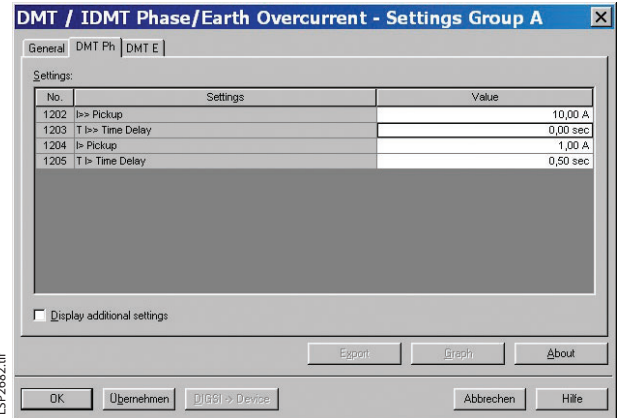 DMT / IDMT Phase/Earth Overcurrent - Settings Group A
General DMT Ph DMT E
Settings:
No. Settings Value
1202 I>> Pickup 10,00 A
1203 T I>> Time Delay 0,00 sec
1204 I> Pickup 1,00 A
1205 T I> Time Delay 0,50 sec
Display additional settings
Export Graph About
OK Übernehmen DIGSI -> Device Abbrechen Hilfe
LSP2682.tif